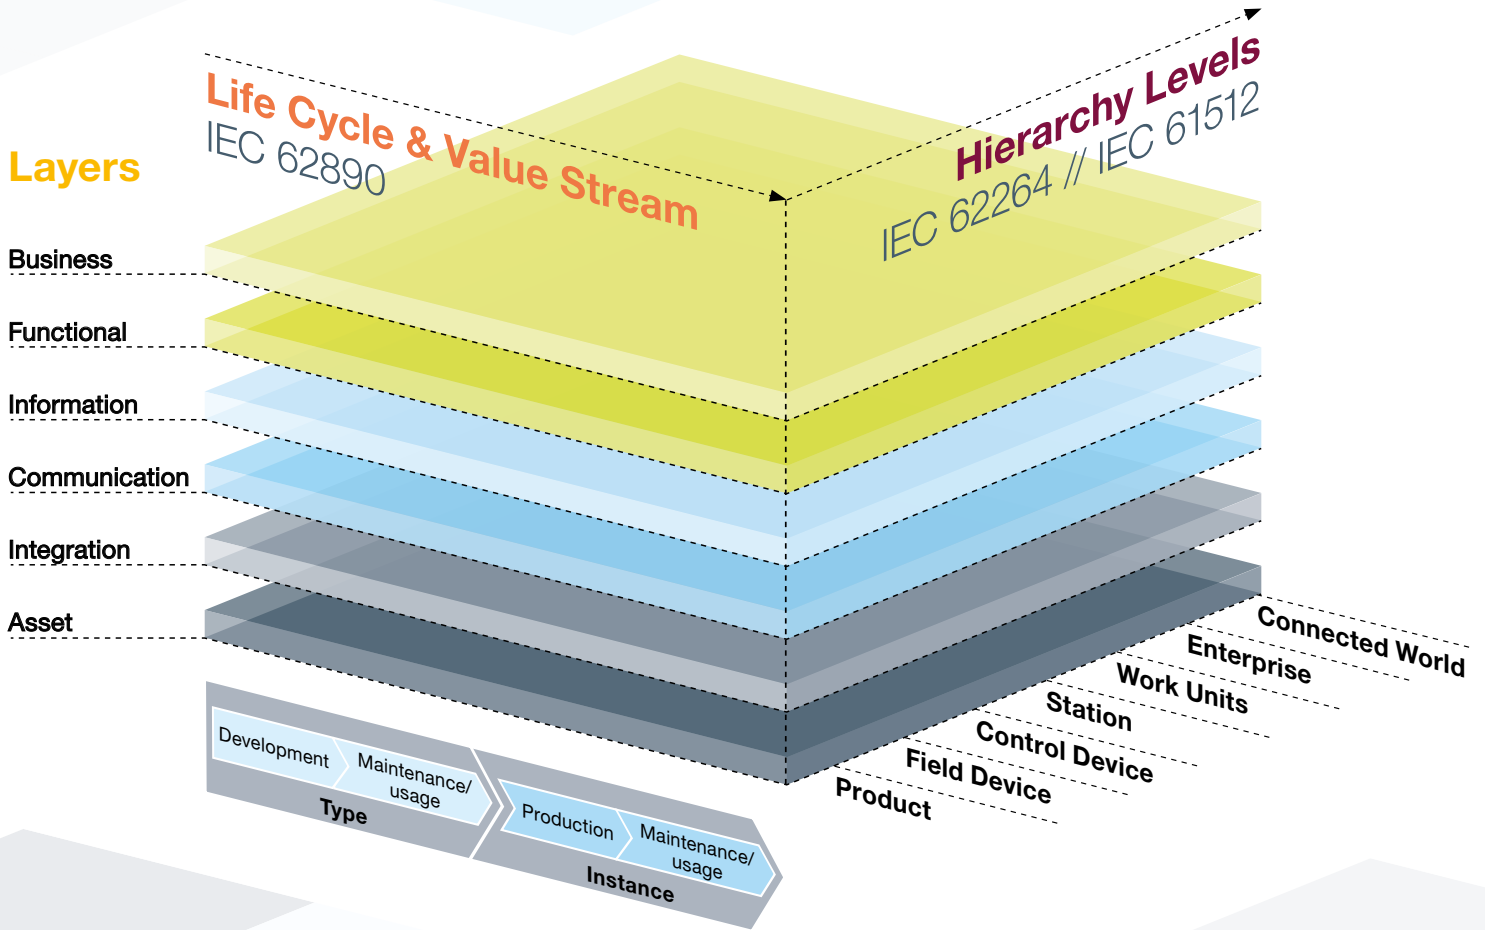 Life Cycle & Value Stream
IEC 62890
Hierarchy Levels
IEC 62264 // IEC 61512
Layers
Business
Functional
Information
Communication
Integration
Asset
Connected World
Enterprise
Work Units
Station
Control Device
Field Device
Product
Development
Maintenance/
usage
Type
Production
Maintenance/
usage
Instance